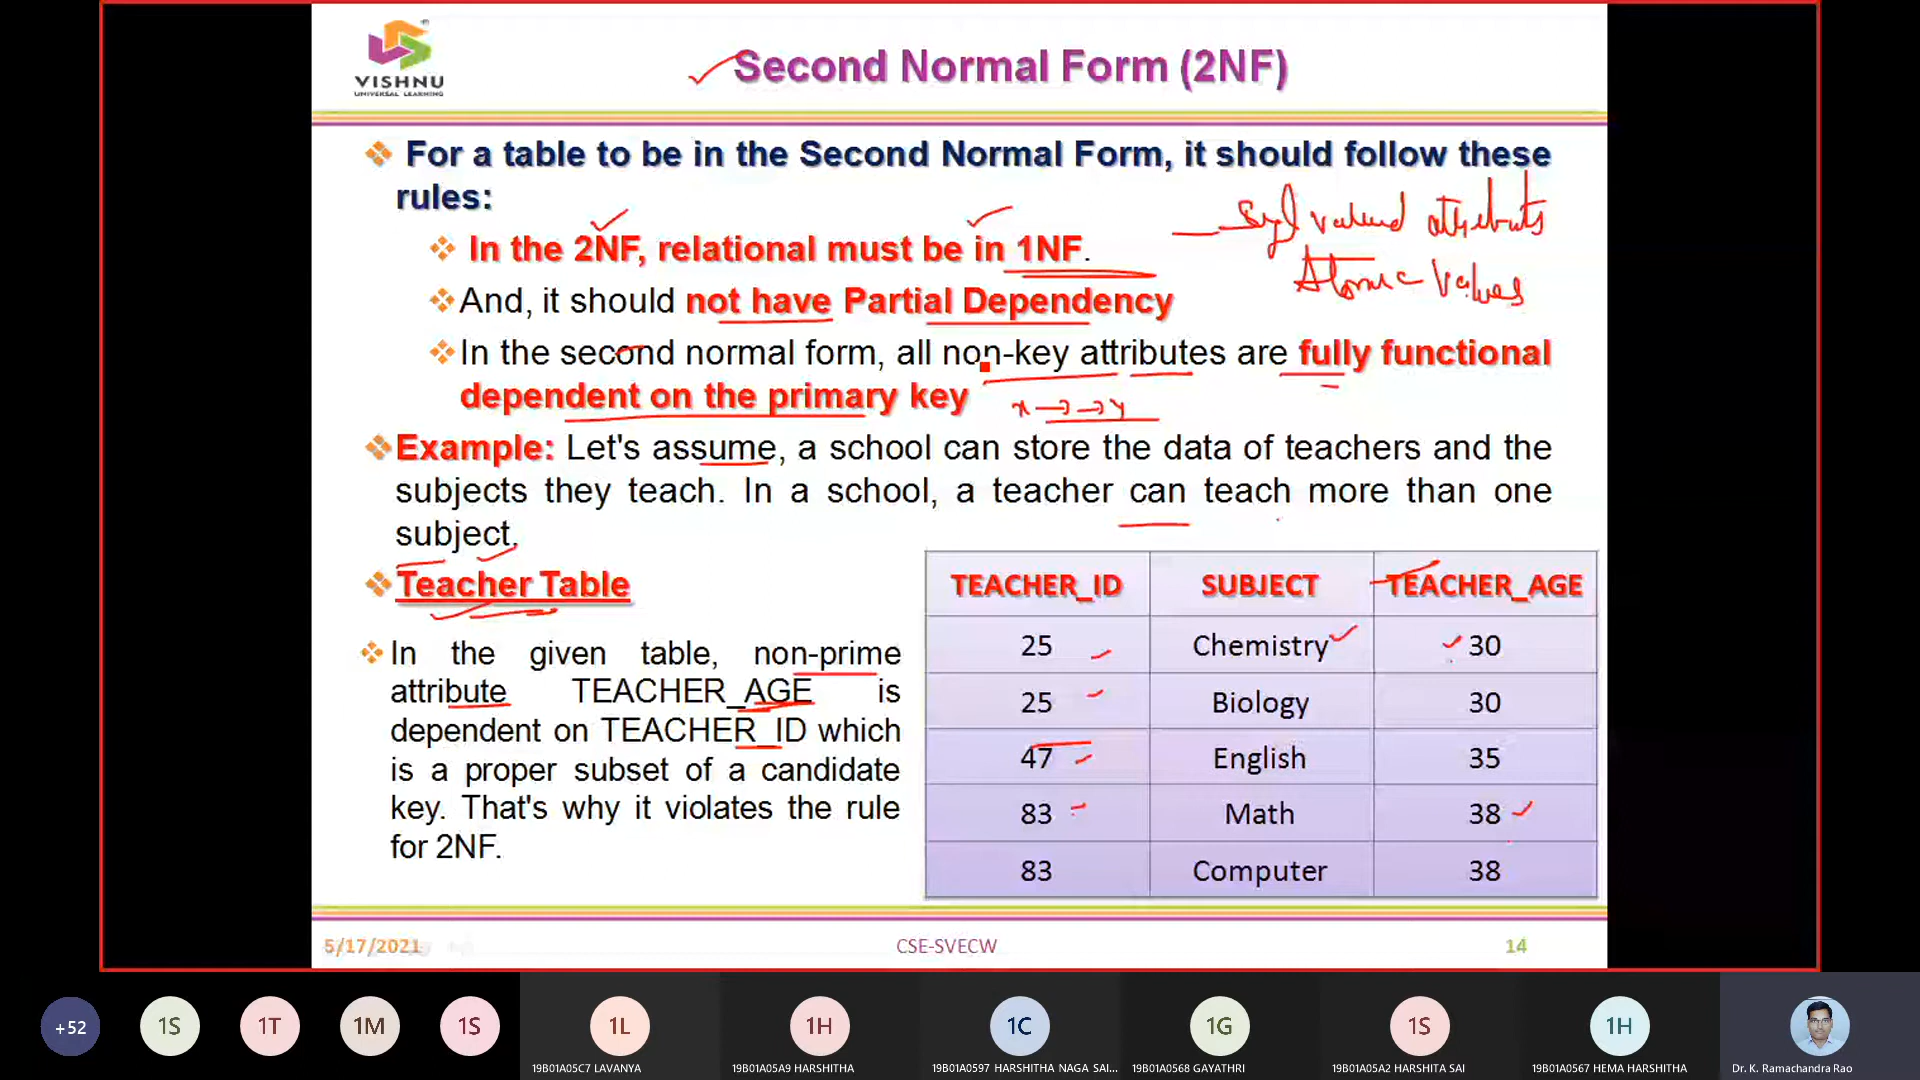 VISHNU
UNIVERSAL LEARNING
Second Normal Form (2NF)
For a table to be in the Second Normal Form, it should follow these
rules:
In the 2NF, relational must be in 1NF.
valued attributes
Atomic Values
And, it should not have Partial Dependency
In the second normal form, all non-key attributes are fully functional
dependent on the primary key
x → → y
Example: Let's assume, a school can store the data of teachers and the
subjects they teach. In a school, a teacher can teach more than one
subject.
Teacher Table
In the given table, non-prime
attribute TEACHER_AGE is
dependent on TEACHER_ID which
is a proper subset of a candidate
key. That's why it violates the rule
for 2NF.
TEACHER_ID SUBJECT TEACHER_AGE
25 Chemistry 30
25 Biology 30
47 English 35
83 Math 38
83 Computer 38
5/17/2021 CSE-SVECW 14
+52 1S 1T 1M 1S 1L 1H 1C 1G 1S 1H
19B01A05C7 LAVANYA 19B01A05A9 HARSHITHA 19B01A0597 HARSHITHA NAGA SAI... 19B01A0568 GAYATHRI 19B01A05A2 HARSHITA SAI 19B01A0567 HEMA HARSHITHA Dr. K. Ramachandra Rao